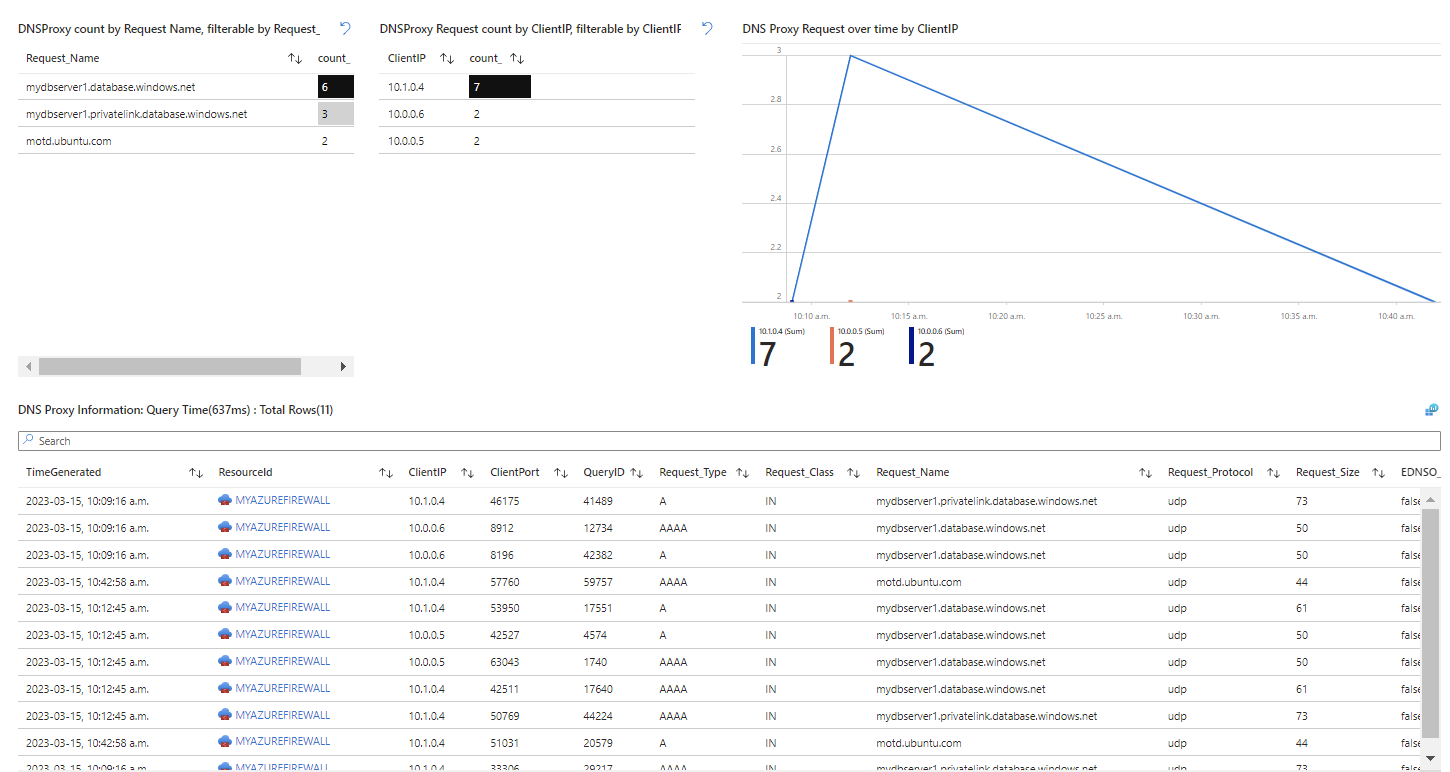 DNSProxy count by Request Name, filterable by Request_
Request_Name count_
mydbserver1.database.windows.net 6
mydbserver1.privatelink.database.windows.net 3
motd.ubuntu.com 2
DNSProxy Request count by ClientIP, filterable by ClientIP
ClientIP count_
10.1.0.4 7
10.0.0.6 2
10.0.0.5 2
DNS Proxy Request over time by ClientIP
3
2.8
2.6
2.4
2.2
2
10:10 a.m. 10:15 a.m. 10:20 a.m. 10:25 a.m. 10:30 a.m. 10:35 a.m. 10:40 a.m.
10.1.0.4 (Sum) 10.0.0.5 (Sum) 10.0.0.6 (Sum)
7 2 2
DNS Proxy Information: Query Time(637ms) : Total Rows(11)
Search
TimeGenerated ResourceId ClientIP ClientPort QueryID Request_Type Request_Class Request_Name Request_Protocol Request_Size EDNSO_
2023-03-15, 10:09:16 a.m. MYAZUREFIREWALL 10.1.0.4 46175 41489 A IN mydbserver1.privatelink.database.windows.net udp 73 false
2023-03-15, 10:09:16 a.m. MYAZUREFIREWALL 10.0.0.6 8912 12734 AAAA IN mydbserver1.database.windows.net udp 50 false
2023-03-15, 10:09:16 a.m. MYAZUREFIREWALL 10.0.0.6 8196 42382 A IN mydbserver1.database.windows.net udp 50 false
2023-03-15, 10:42:58 a.m. MYAZUREFIREWALL 10.1.0.4 57760 59757 AAAA IN motd.ubuntu.com udp 44 false
2023-03-15, 10:12:45 a.m. MYAZUREFIREWALL 10.1.0.4 53950 17551 A IN mydbserver1.database.windows.net udp 61 false
2023-03-15, 10:12:45 a.m. MYAZUREFIREWALL 10.0.0.5 42527 4574 A IN mydbserver1.database.windows.net udp 50 false
2023-03-15, 10:12:45 a.m. MYAZUREFIREWALL 10.0.0.5 63043 1740 AAAA IN mydbserver1.database.windows.net udp 50 false
2023-03-15, 10:12:45 a.m. MYAZUREFIREWALL 10.1.0.4 42511 17640 AAAA IN mydbserver1.database.windows.net udp 61 false
2023-03-15, 10:12:45 a.m. MYAZUREFIREWALL 10.1.0.4 50769 44224 AAAA IN mydbserver1.privatelink.database.windows.net udp 73 false
2023-03-15, 10:42:58 a.m. MYAZUREFIREWALL 10.1.0.4 51031 20579 A IN motd.ubuntu.com udp 44 false
2023-03-15, 10:09:16 a.m. MYAZUREFIREWALL 10.1.0.4 33306 29217 AAAA IN mydbserver1.privatelink.database.windows.net udp 73 false